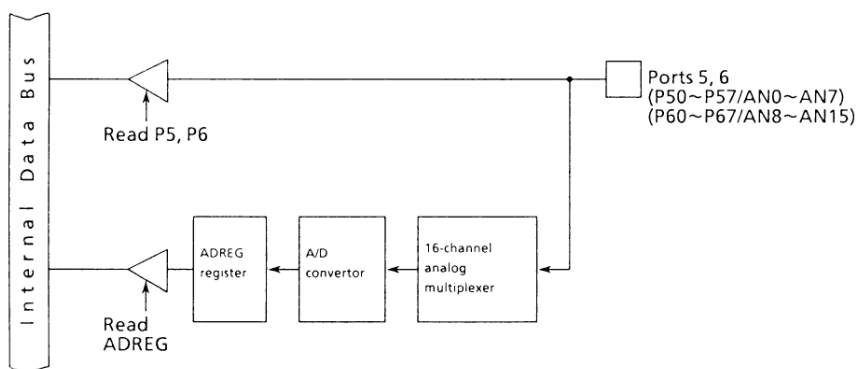 Internal Data Bus
Ports 5, 6
(P50~P57/AN0~AN7)
(P60~P67/AN8~AN15)
Read P5, P6
ADREG
register
A/D
convertor
16-channel
analog
multiplexer
Read
ADREG